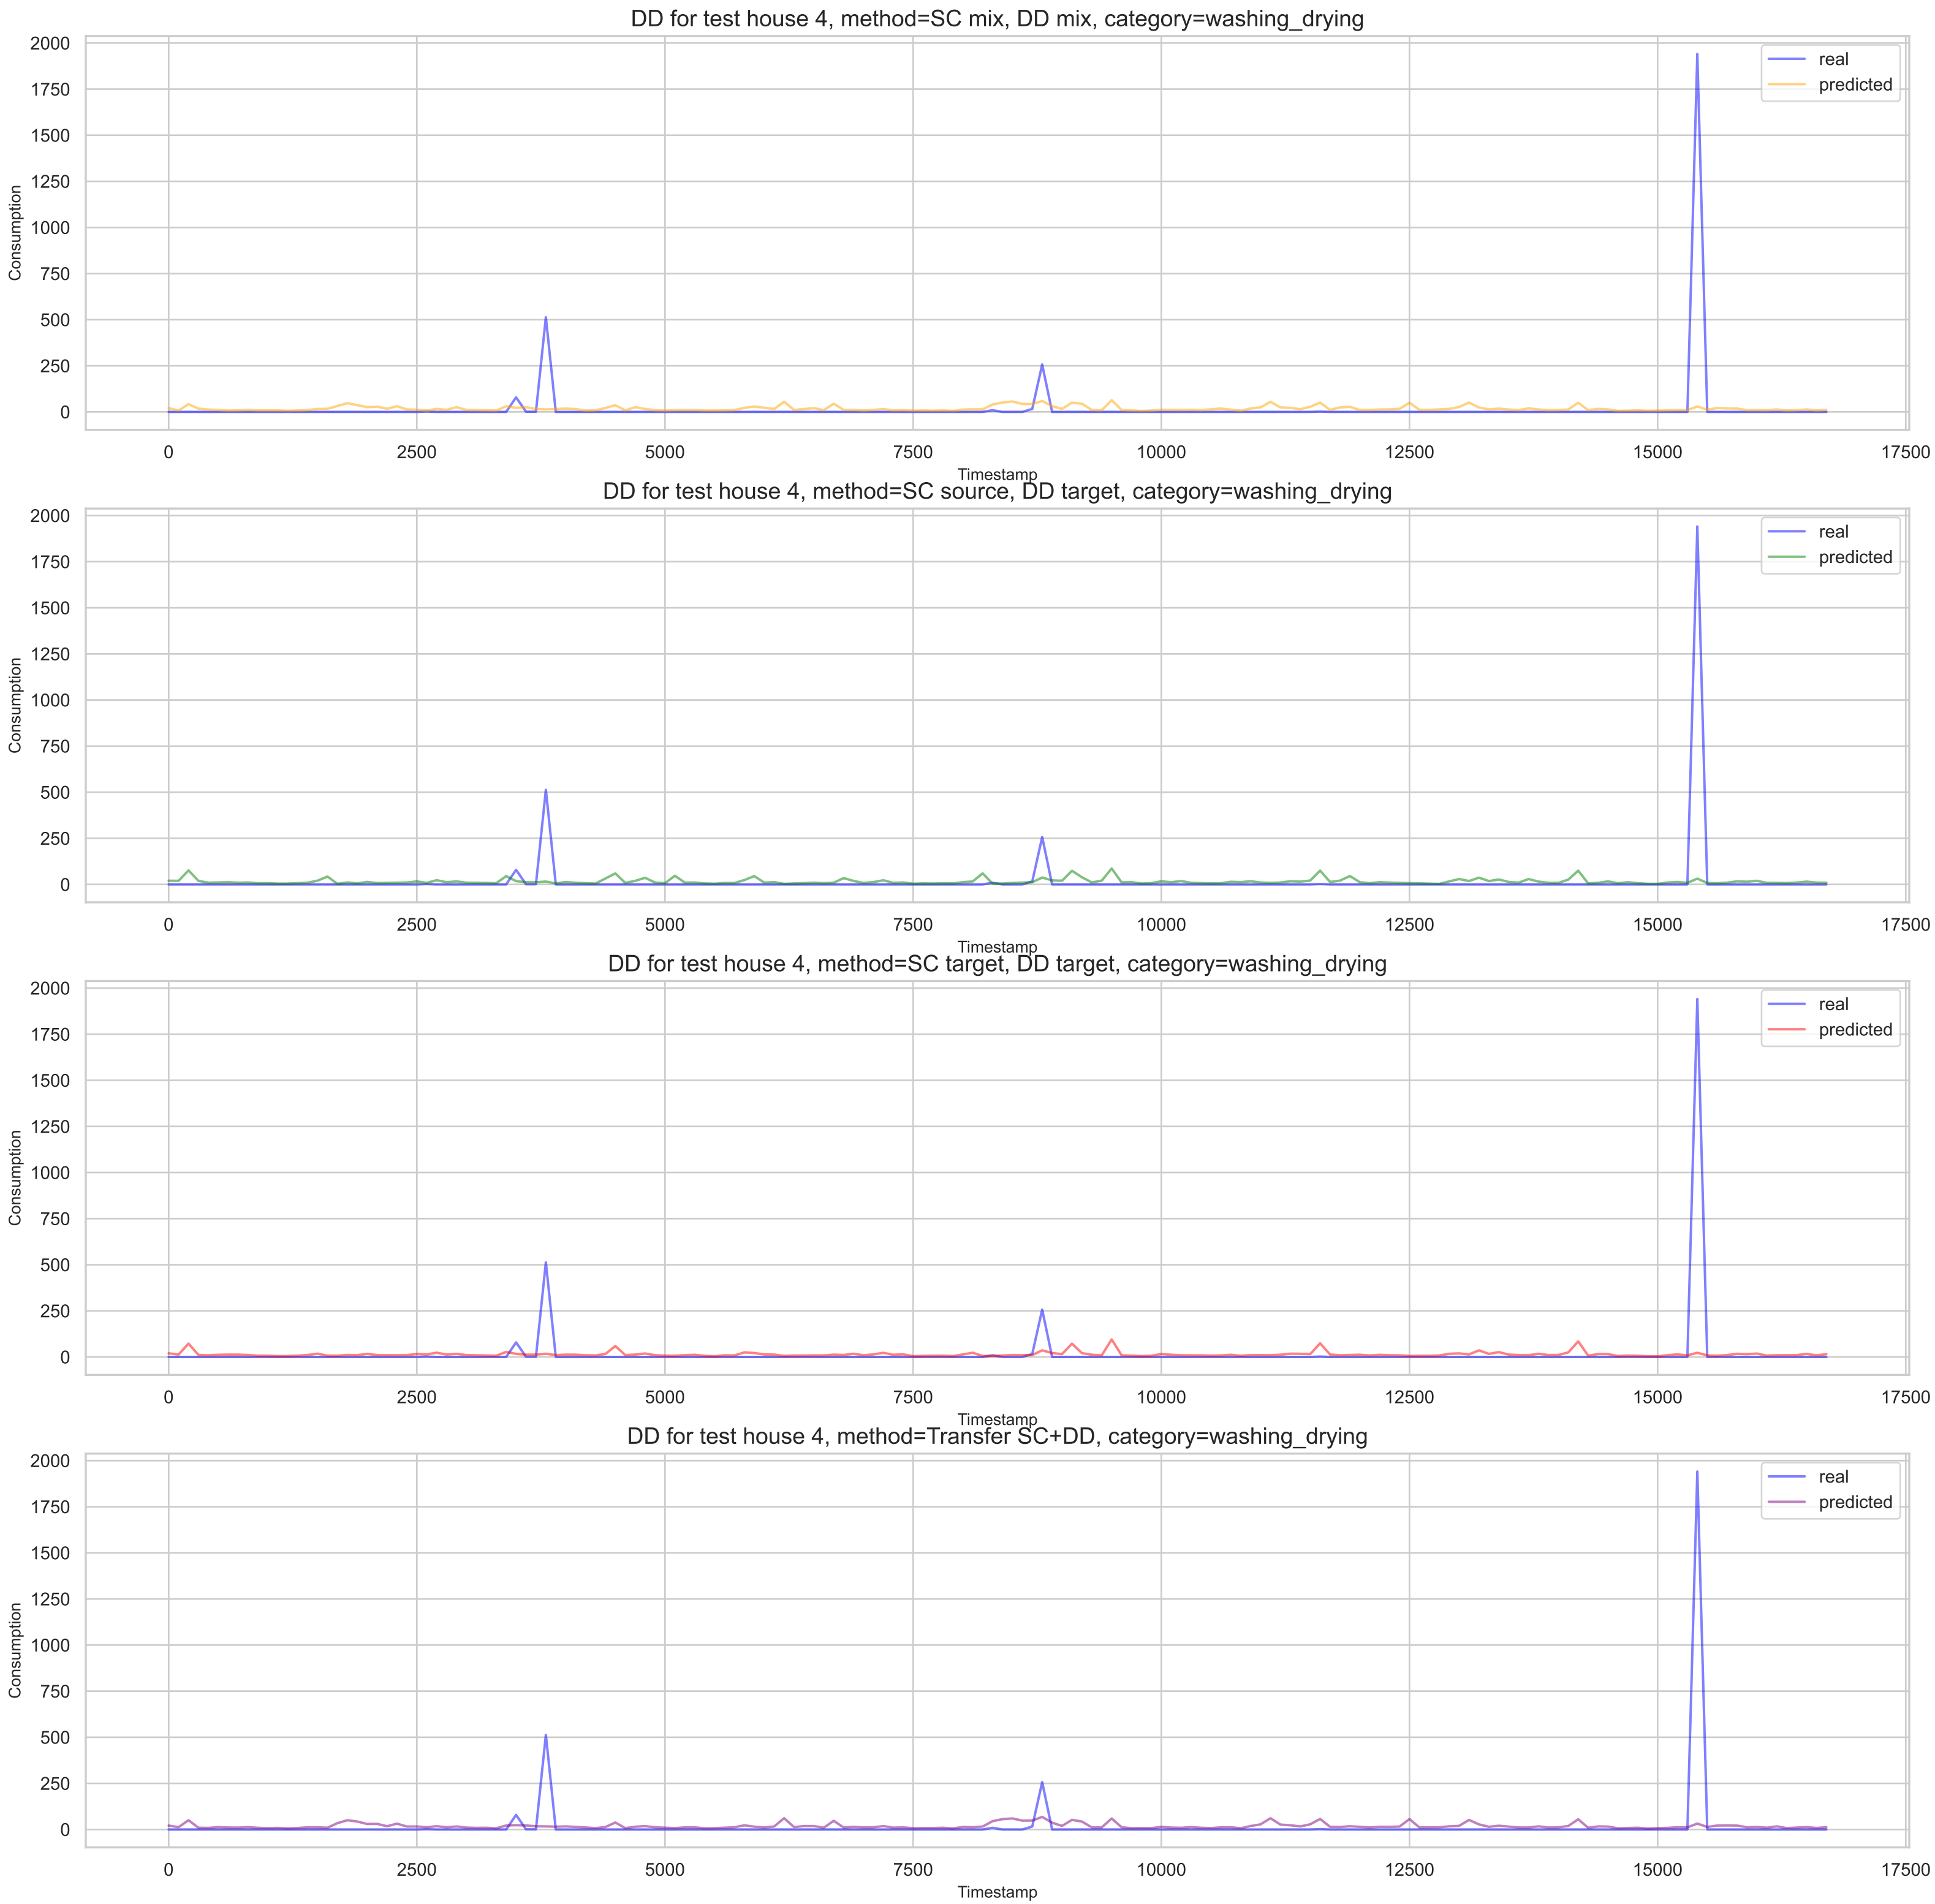 DD for test house 4, method=SC mix, DD mix, category=washing_drying
2000
1750
1500
1250
1000
750
500
250
0
Consumption
real
predicted
0 2500 5000 7500 10000 12500 15000 17500
Timestamp
DD for test house 4, method=SC source, DD target, category=washing_drying
2000
1750
1500
1250
1000
750
500
250
0
Consumption
real
predicted
0 2500 5000 7500 10000 12500 15000 17500
Timestamp
DD for test house 4, method=SC target, DD target, category=washing_drying
2000
1750
1500
1250
1000
750
500
250
0
Consumption
real
predicted
0 2500 5000 7500 10000 12500 15000 17500
Timestamp
DD for test house 4, method=Transfer SC+DD, category=washing_drying
2000
1750
1500
1250
1000
750
500
250
0
Consumption
real
predicted
0 2500 5000 7500 10000 12500 15000 17500
Timestamp